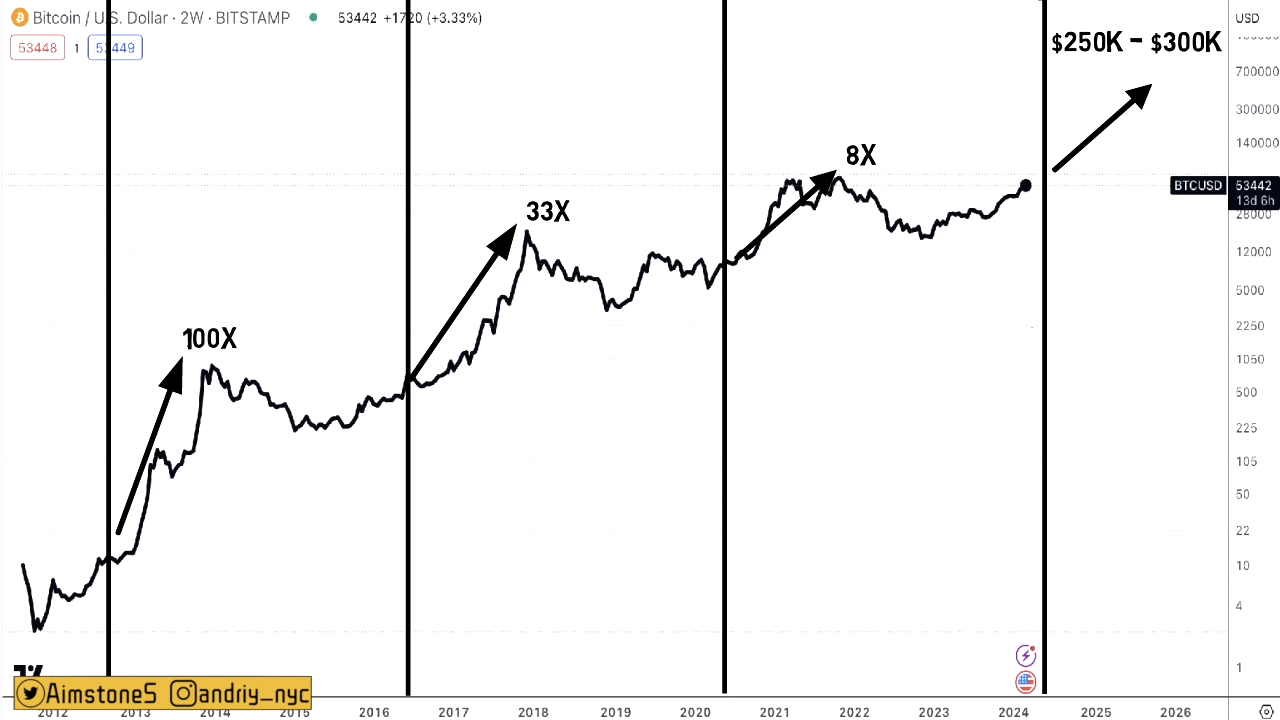 Bitcoin / U.S. Dollar · 2W · BITSTAMP 53442 +1720 (+3.33%)
USD
53448 1 53449
$250K - $300K
700000
300000
140000
8X
BTCUSD 53442
13d 6h
33X
28000
12000
5000
2250
100X
1050
500
225
105
50
22
10
4
1
AimstoneS andriy_nyc
2012 2013 2014 2015 2016 2017 2018 2019 2020 2021 2022 2023 2024 2025 2026